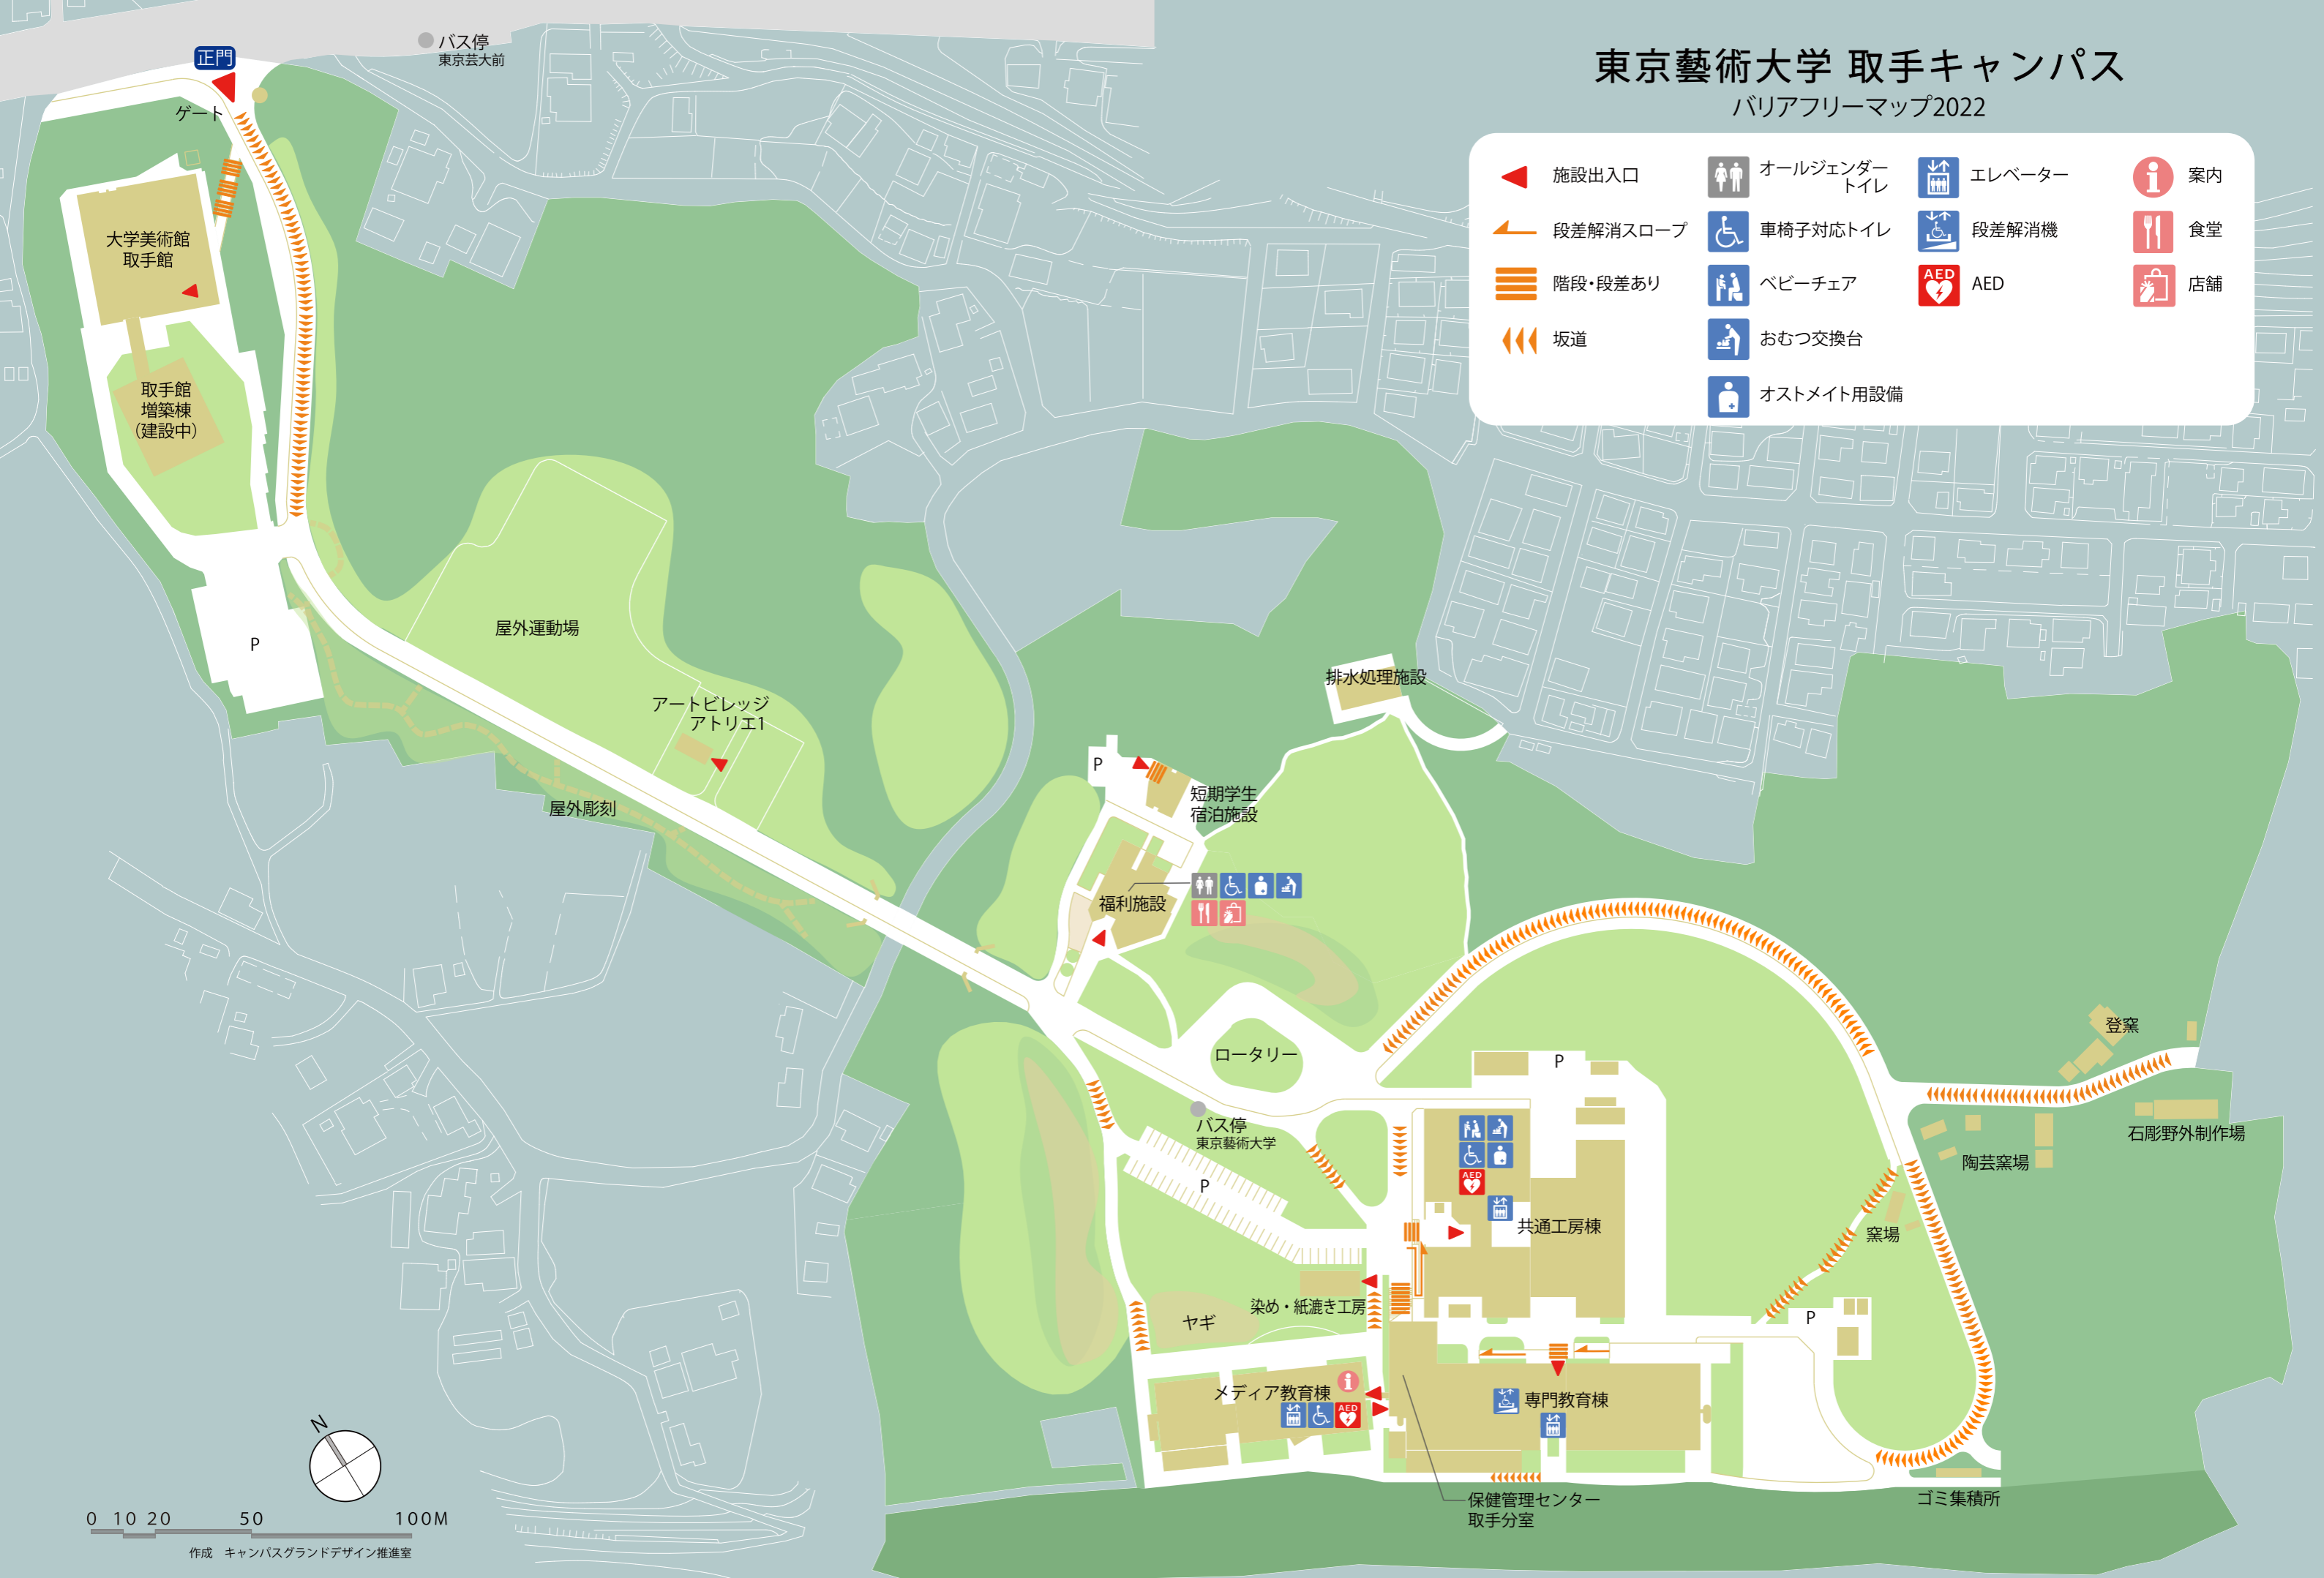 東京藝術大学 取手キャンパス
バリアフリーマップ2022
施設出入口
段差解消スロープ
階段・段差あり
坂道
オールジェンダー
トイレ
車椅子対応トイレ
ベビーチェア
おむつ交換台
オストメイト用設備
エレベーター
段差解消機
AED
AED
案内
食堂
店舗
バス停
東京芸大前
正門
ゲート
大学美術館
取手館
取手館
増築棟
(建設中)
P
屋外運動場
アートビレッジ
アトリエ1
屋外彫刻
排水処理施設
P
短期学生
宿泊施設
福利施設
ロータリー
バス停
東京藝術大学
P
P
AED
共通工房棟
登窯
石彫野外制作場
陶芸窯場
窯場
P
染め・紙漉き工房
ヤギ
メディア教育棟
AED
専門教育棟
保健管理センター
取手分室
ゴミ集積所
N
0 10 20 50 100M
作成 キャンパスグランドデザイン推進室